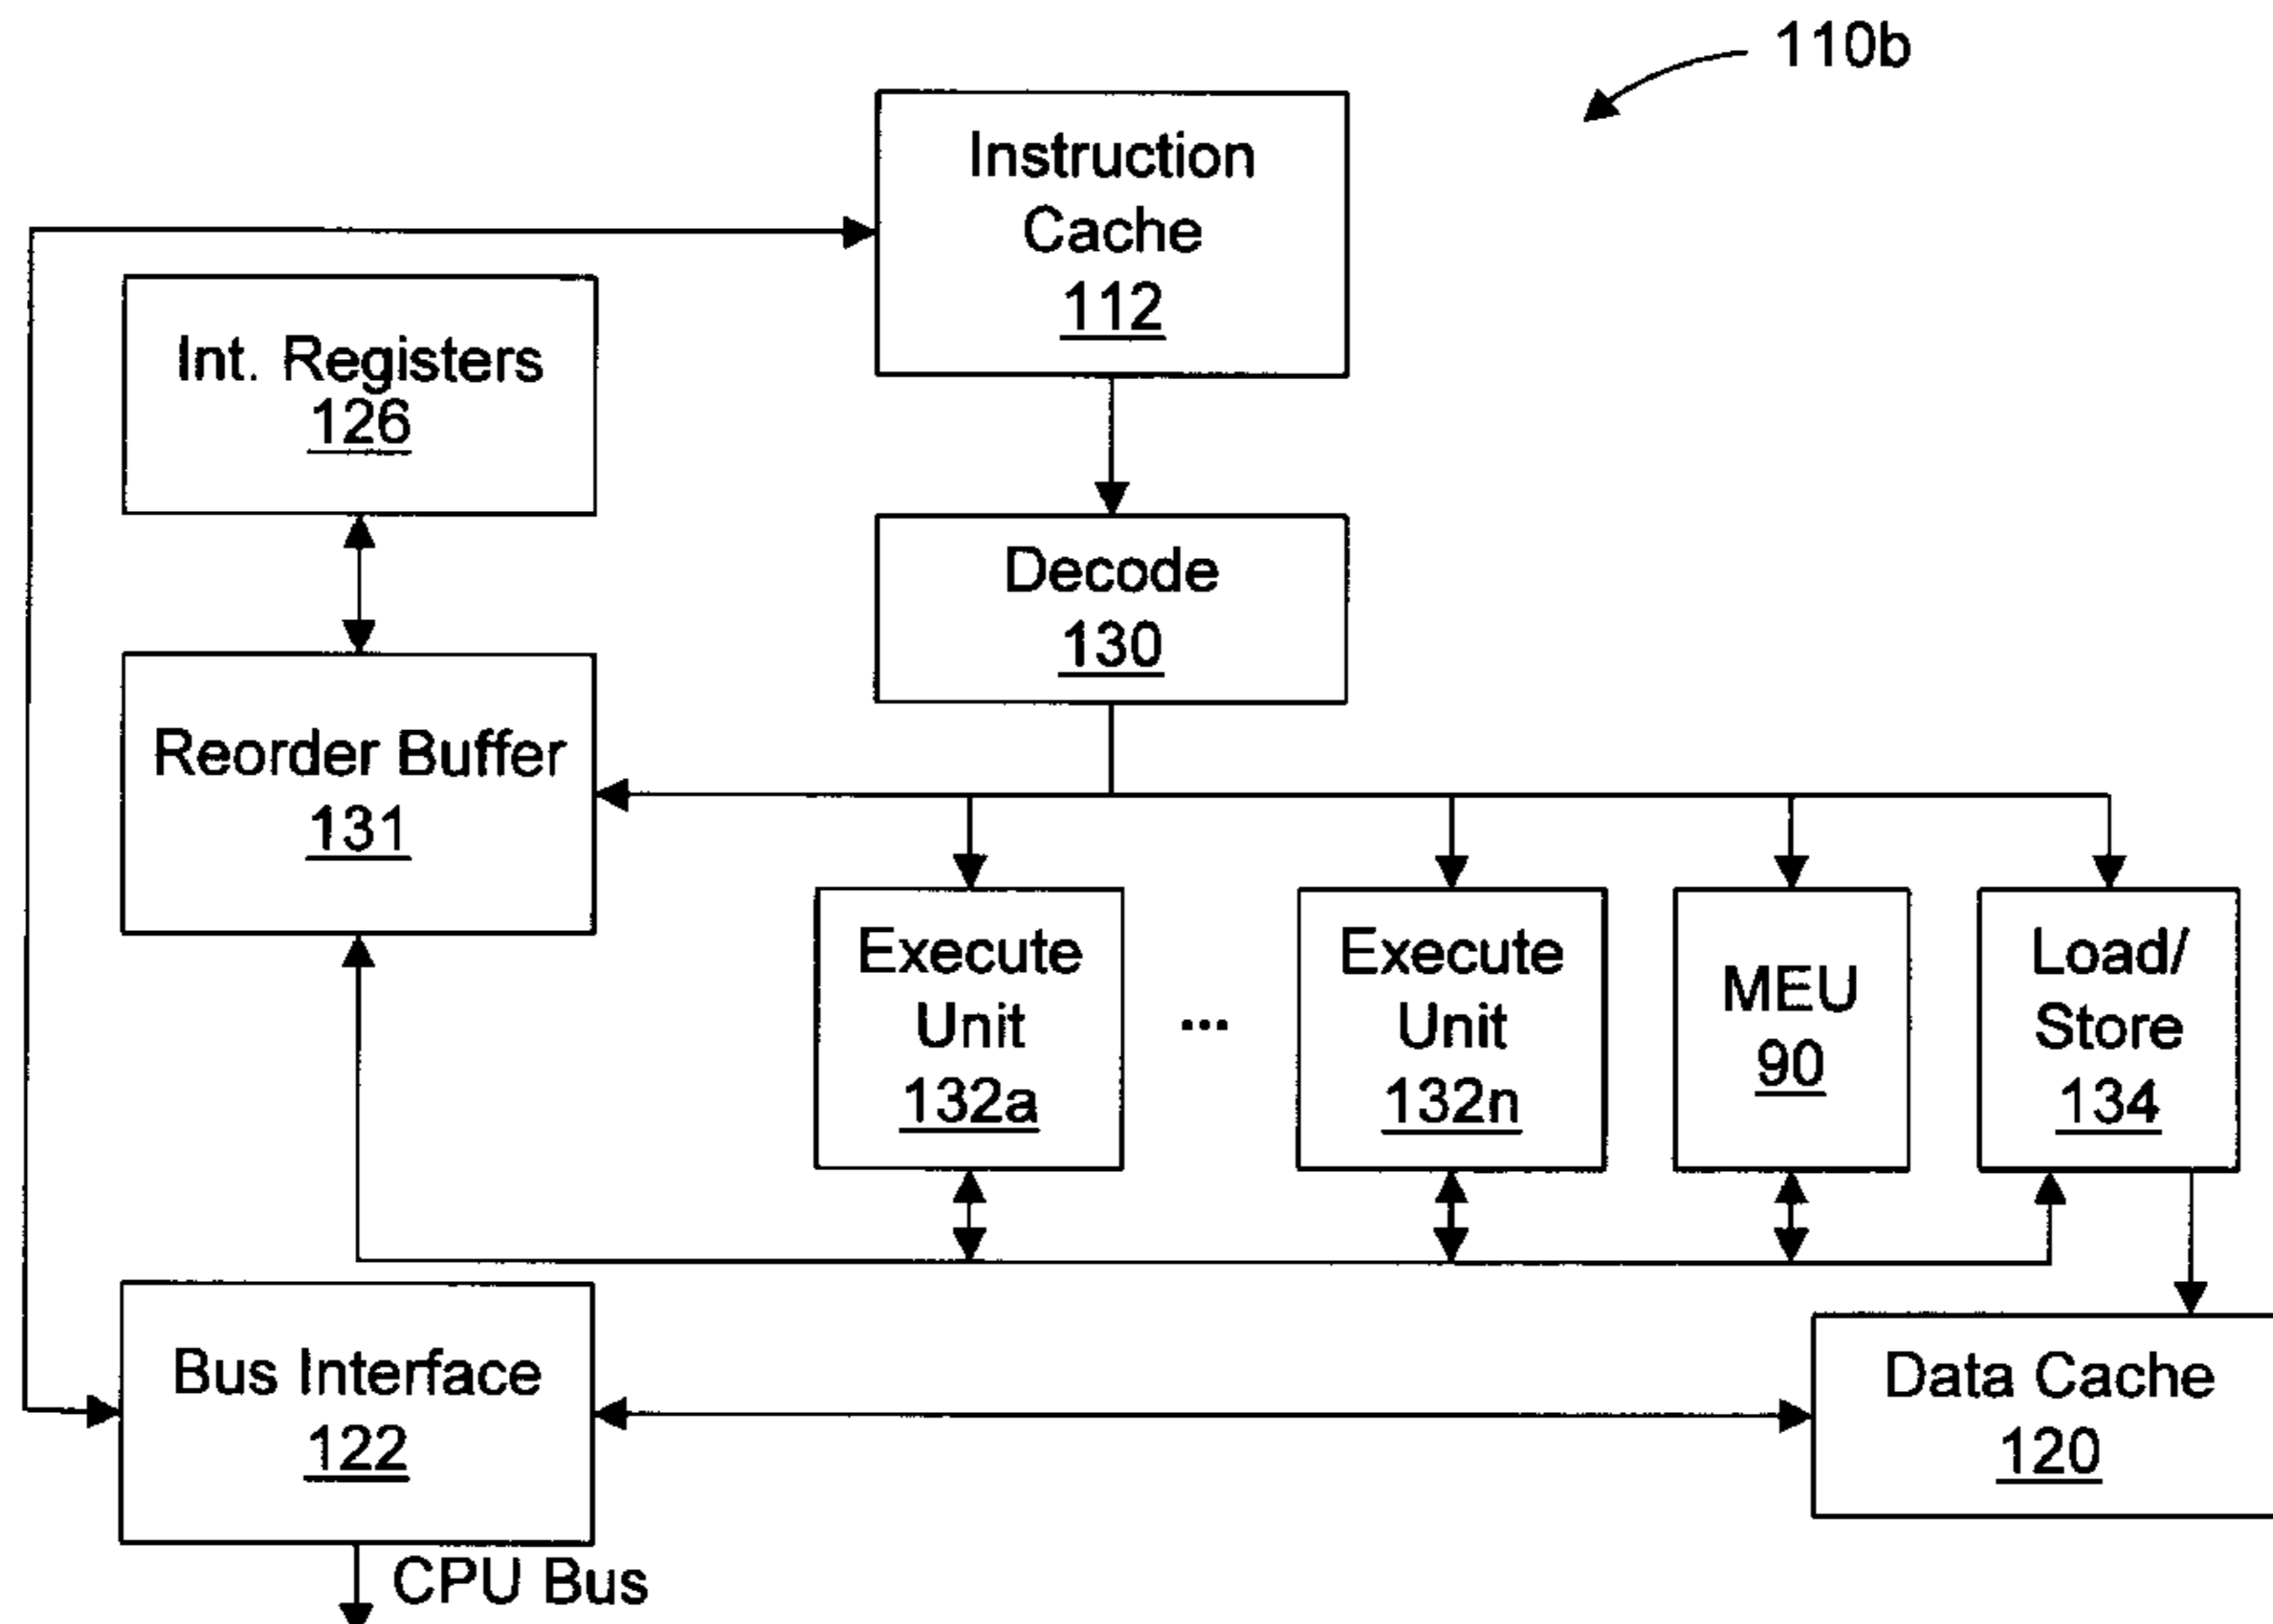 110b
Instruction
Cache
112
Int. Registers
126
Decode
130
Reorder Buffer
131
Execute
Unit
132a
...
Execute
Unit
132n
MEU
90
Load/
Store
134
Bus Interface
122
Data Cache
120
CPU Bus